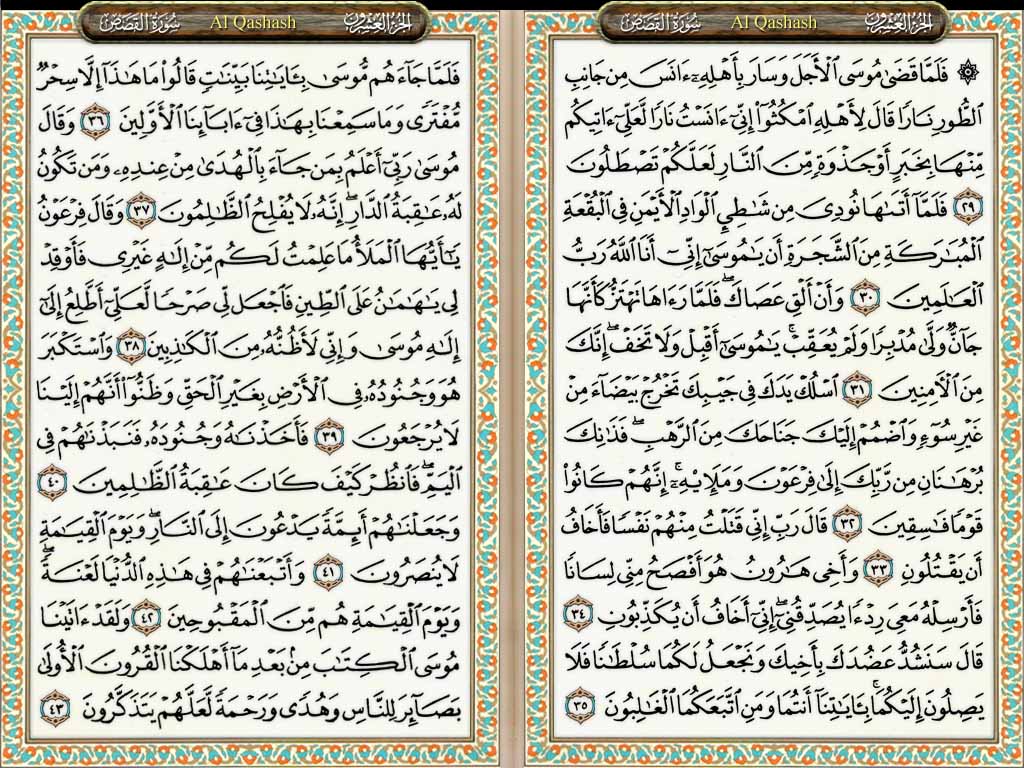 الجزء العشرون Al Qashash سورة القصص
۞ فَلَمَّا قَضَىٰ مُوسَى ٱلْأَجَلَ وَسَارَ بِأَهْلِهِۦٓ ءَانَسَ مِن جَانِبِ
ٱلطُّورِ نَارًا قَالَ لِأَهْلِهِ ٱمْكُثُوٓا۟ إِنِّىٓ ءَانَسْتُ نَارًا لَّعَلِّىٓ ءَاتِيكُم
مِّنْهَا بِخَبَرٍ أَوْ جَذْوَةٍ مِّنَ ٱلنَّارِ لَعَلَّكُمْ تَصْطَلُونَ
٢٩ فَلَمَّآ أَتَىٰهَا نُودِىَ مِن شَٰطِئِ ٱلْوَادِ ٱلْأَيْمَنِ فِى ٱلْبُقْعَةِ
ٱلْمُبَٰرَكَةِ مِنَ ٱلشَّجَرَةِ أَن يَٰمُوسَىٰٓ إِنِّىٓ أَنَا ٱللَّهُ رَبُّ
ٱلْعَٰلَمِينَ ٣٠ وَأَنْ أَلْقِ عَصَاكَ ۖ فَلَمَّا رَءَاهَا تَهْتَزُّ كَأَنَّهَا
جَآنٌّ وَلَّىٰ مُدْبِرًا وَلَمْ يُعَقِّبْ ۚ يَٰمُوسَىٰٓ أَقْبِلْ وَلَا تَخَفْ ۖ إِنَّكَ
مِنَ ٱلْءَامِنِينَ ٣١ ٱسْلُكْ يَدَكَ فِى جَيْبِكَ تَخْرُجْ بَيْضَآءَ مِنْ
غَيْرِ سُوٓءٍ وَٱضْمُمْ إِلَيْكَ جَنَاحَكَ مِنَ ٱلرَّهْبِ ۖ فَذَٰنِكَ
بُرْهَٰنَانِ مِن رَّبِّكَ إِلَىٰ فِرْعَوْنَ وَمَلَإِي۟هِۦٓ ۚ إِنَّهُمْ كَانُوا۟
قَوْمًا فَٰسِقِينَ ٣٢ قَالَ رَبِّ إِنِّى قَتَلْتُ مِنْهُمْ نَفْسًا فَأَخَافُ
أَن يَقْتُلُونِ ٣٣ وَأَخِى هَٰرُونُ هُوَ أَفْصَحُ مِنِّى لِسَانًا
فَأَرْسِلْهُ مَعِىَ رِدْءًا يُصَدِّقُنِىٓ ۖ إِنِّىٓ أَخَافُ أَن يُكَذِّبُونِ ٣٤
قَالَ سَنَشُدُّ عَضُدَكَ بِأَخِيكَ وَنَجْعَلُ لَكُمَا سُلْطَٰنًا فَلَا
يَصِلُونَ إِلَيْكُمَا ۚ بِـَٔايَٰتِنَآ أَنتُمَا وَمَنِ ٱتَّبَعَكُمَا ٱلْغَٰلِبُونَ ٣٥
الجزء العشرون Al Qashash سورة القصص
فَلَمَّا جَآءَهُم مُّوسَىٰ بِـَٔايَٰتِنَا بَيِّنَٰتٍ قَالُوا۟ مَا هَٰذَآ إِلَّا سِحْرٌ
مُّفْتَرًى وَمَا سَمِعْنَا بِهَٰذَا فِىٓ ءَابَآئِنَا ٱلْأَوَّلِينَ ٣٦ وَقَالَ
مُوسَىٰ رَبِّىٓ أَعْلَمُ بِمَن جَآءَ بِٱلْهُدَىٰ مِنْ عِندِهِۦ وَمَن تَكُونُ
لَهُۥ عَٰقِبَةُ ٱلدَّارِ ۖ إِنَّهُۥ لَا يُفْلِحُ ٱلظَّٰلِمُونَ ٣٧ وَقَالَ فِرْعَوْنُ
يَٰٓأَيُّهَا ٱلْمَلَأُ مَا عَلِمْتُ لَكُم مِّنْ إِلَٰهٍ غَيْرِى فَأَوْقِدْ
لِى يَٰهَٰمَٰنُ عَلَى ٱلطِّينِ فَٱجْعَل لِّى صَرْحًا لَّعَلِّىٓ أَطَّلِعُ إِلَىٰٓ
إِلَٰهِ مُوسَىٰ وَإِنِّى لَأَظُنُّهُۥ مِنَ ٱلْكَٰذِبِينَ ٣٨ وَٱسْتَكْبَرَ
هُوَ وَجُنُودُهُۥ فِى ٱلْأَرْضِ بِغَيْرِ ٱلْحَقِّ وَظَنُّوٓا۟ أَنَّهُمْ إِلَيْنَا
لَا يُرْجَعُونَ ٣٩ فَأَخَذْنَٰهُ وَجُنُودَهُۥ فَنَبَذْنَٰهُمْ فِى
ٱلْيَمِّ ۖ فَٱنظُرْ كَيْفَ كَانَ عَٰقِبَةُ ٱلظَّٰلِمِينَ ٤٠
وَجَعَلْنَٰهُمْ أَئِمَّةً يَدْعُونَ إِلَى ٱلنَّارِ ۖ وَيَوْمَ ٱلْقِيَٰمَةِ
لَا يُنصَرُونَ ٤١ وَأَتْبَعْنَٰهُمْ فِى هَٰذِهِ ٱلدُّنْيَا لَعْنَةً ۖ
وَيَوْمَ ٱلْقِيَٰمَةِ هُم مِّنَ ٱلْمَقْبُوحِينَ ٤٢ وَلَقَدْ ءَاتَيْنَا
مُوسَى ٱلْكِتَٰبَ مِنۢ بَعْدِ مَآ أَهْلَكْنَا ٱلْقُرُونَ ٱلْأُولَىٰ
بَصَآئِرَ لِلنَّاسِ وَهُدًى وَرَحْمَةً لَّعَلَّهُمْ يَتَذَكَّرُونَ ٤٣